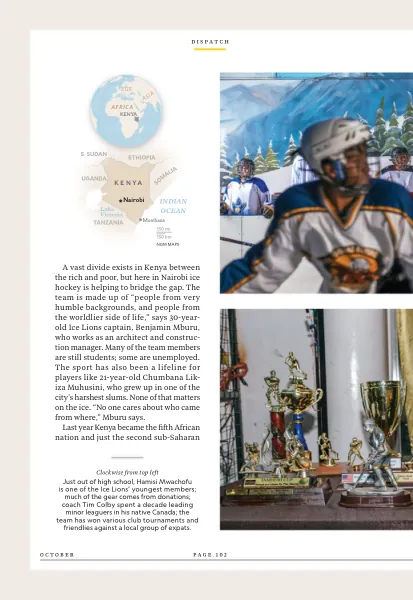 DISPATCH
ASIA
AFRICA
KENYA
S. SUDAN
ETHIOPIA
UGANDA
KENYA
SOMALIA
Nairobi
INDIAN
OCEAN
Lake
Victoria
Mombasa
TANZANIA
150 mi
150 km
NGM MAPS
A vast divide exists in Kenya between
the rich and poor, but here in Nairobi ice
hockey is helping to bridge the gap. The
team is made up of “people from very
humble backgrounds, and people from
the worldlier side of life,” says 30-year-
old Ice Lions captain, Benjamin Mburu,
who works as an architect and construc-
tion manager. Many of the team members
are still students; some are unemployed.
The sport has also been a lifeline for
players like 21-year-old Chumbana Lik-
iza Muhusini, who grew up in one of the
city’s harshest slums. None of that matters
on the ice. “No one cares about who came
from where,” Mburu says.
Last year Kenya became the fifth African
nation and just the second sub-Saharan
Clockwise from top left
Just out of high school, Hamisi Mwachofu
is one of the Ice Lions’ youngest members;
much of the gear comes from donations;
coach Tim Colby spent a decade leading
minor leaguers in his native Canada; the
team has won various club tournaments and
friendlies against a local group of expats.
OCTOBER
PAGE.102